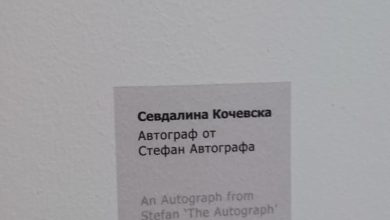 Севдалина Кочевска
Автограф от
Стефан Автографа
An Autograph from
Stefan 'The Autograph'